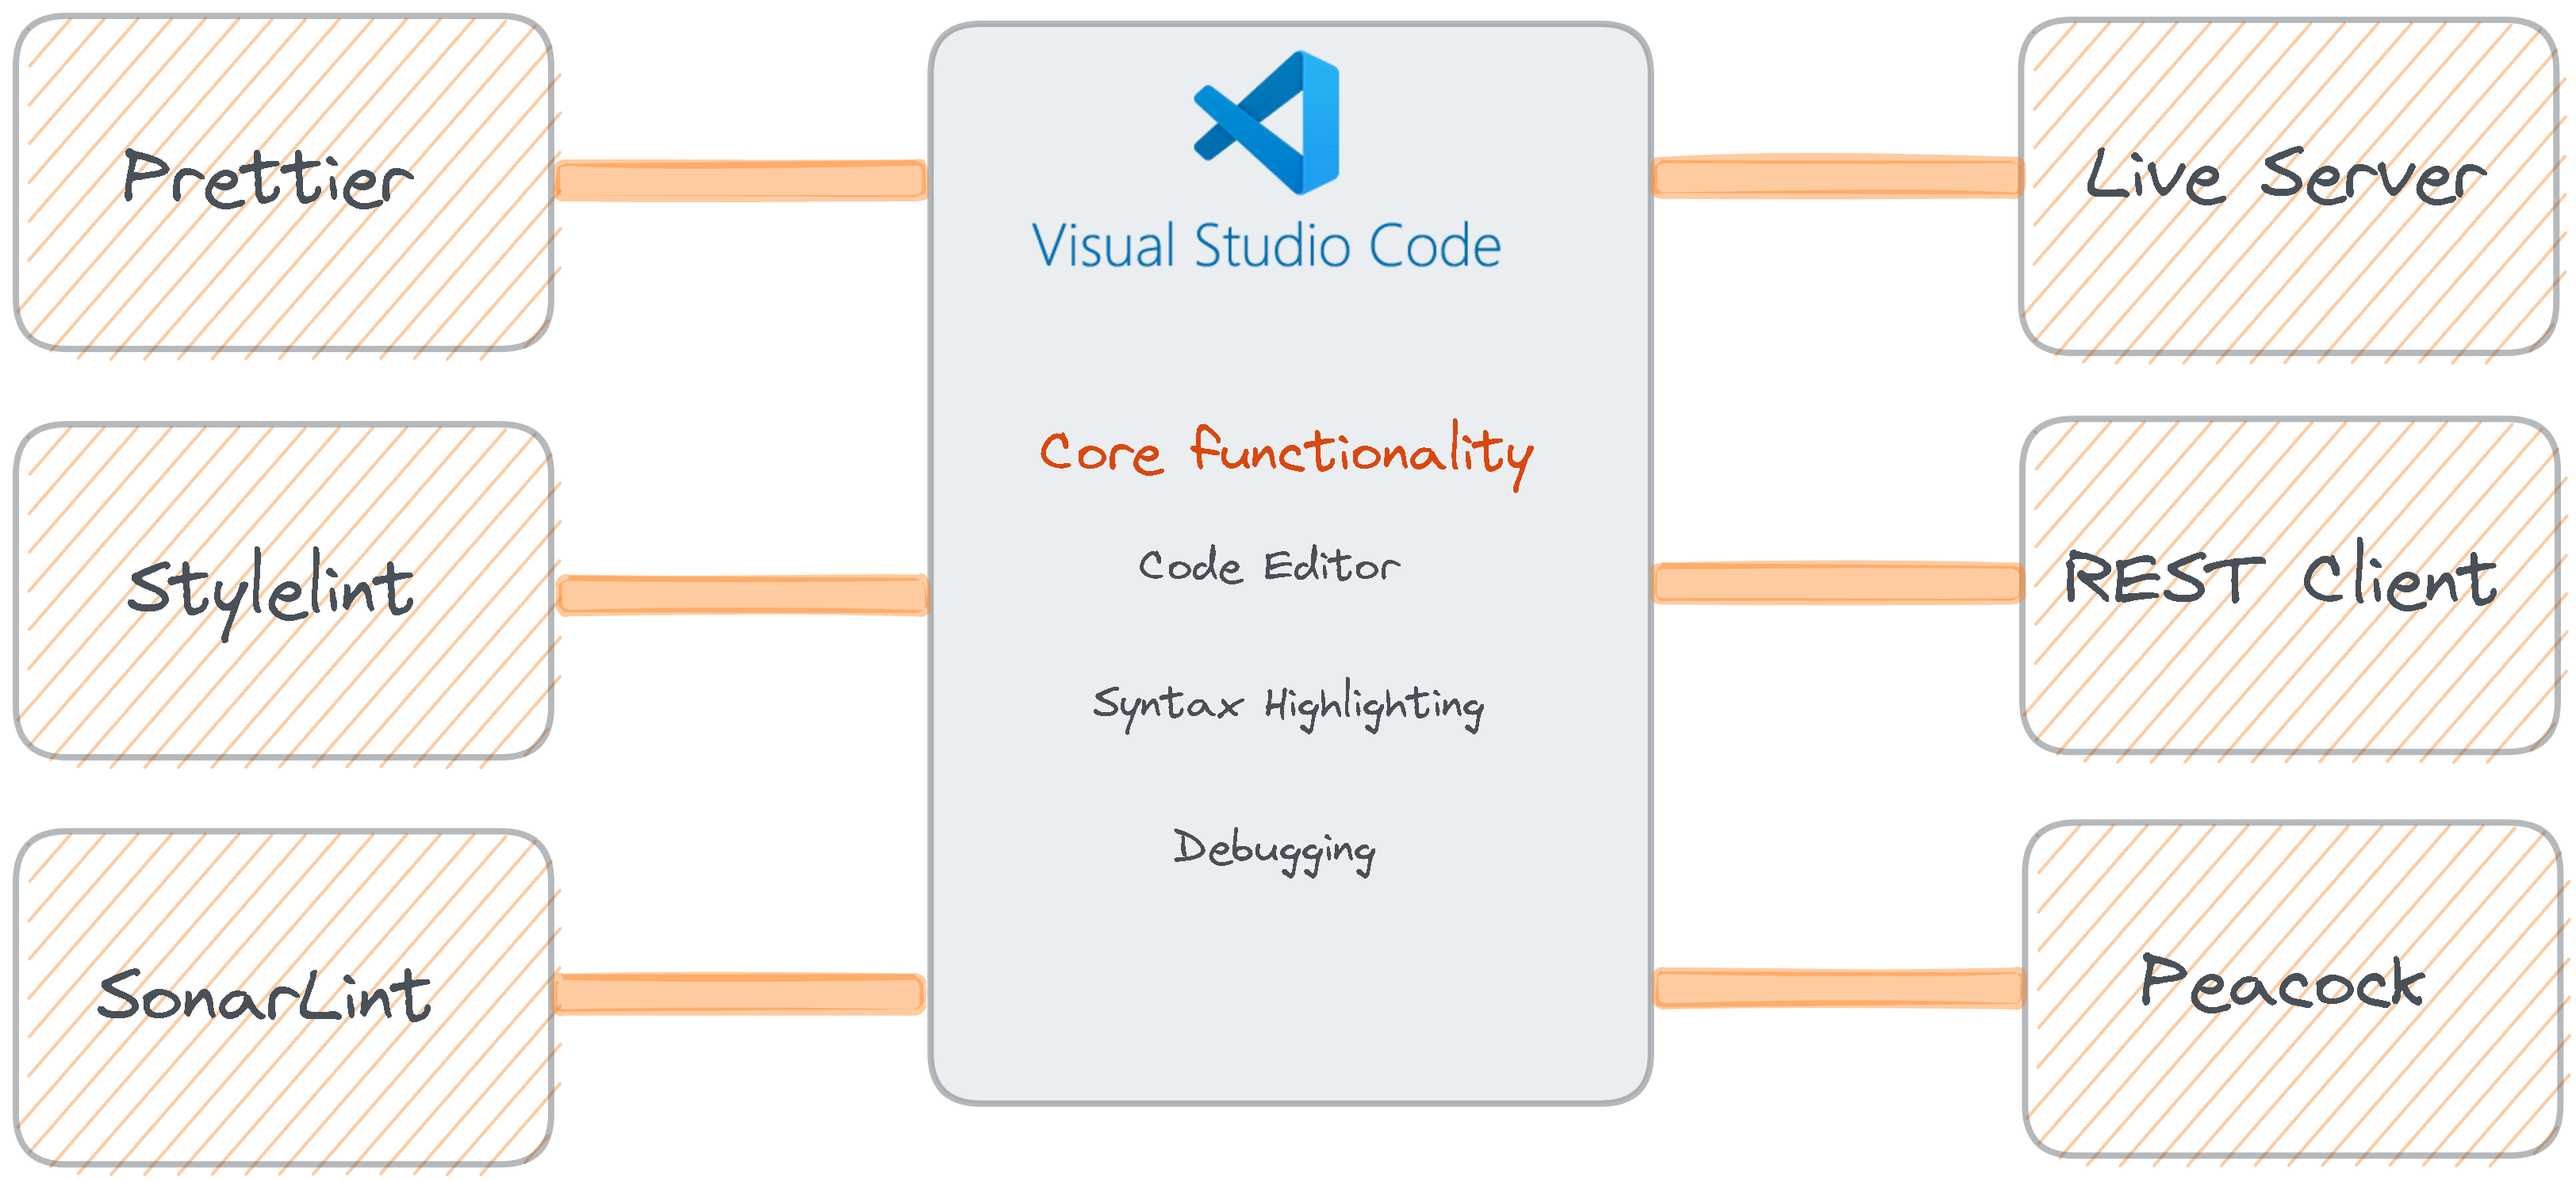 Prettier
Stylelint
SonarLint
Visual Studio Code
Core functionality
Code Editor
Syntax Highlighting
Debugging
Live Server
REST Client
Peacock